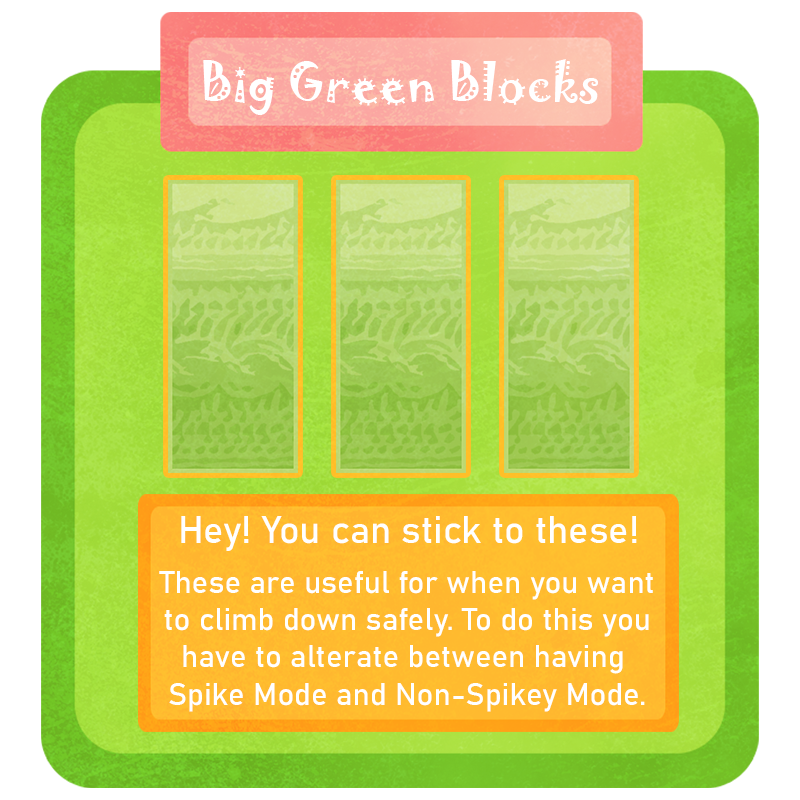 Big Green Blocks
Hey! You can stick to these!
These are useful for when you want
to climb down safely. To do this you
have to alterate between having
Spike Mode and Non-Spikey Mode.